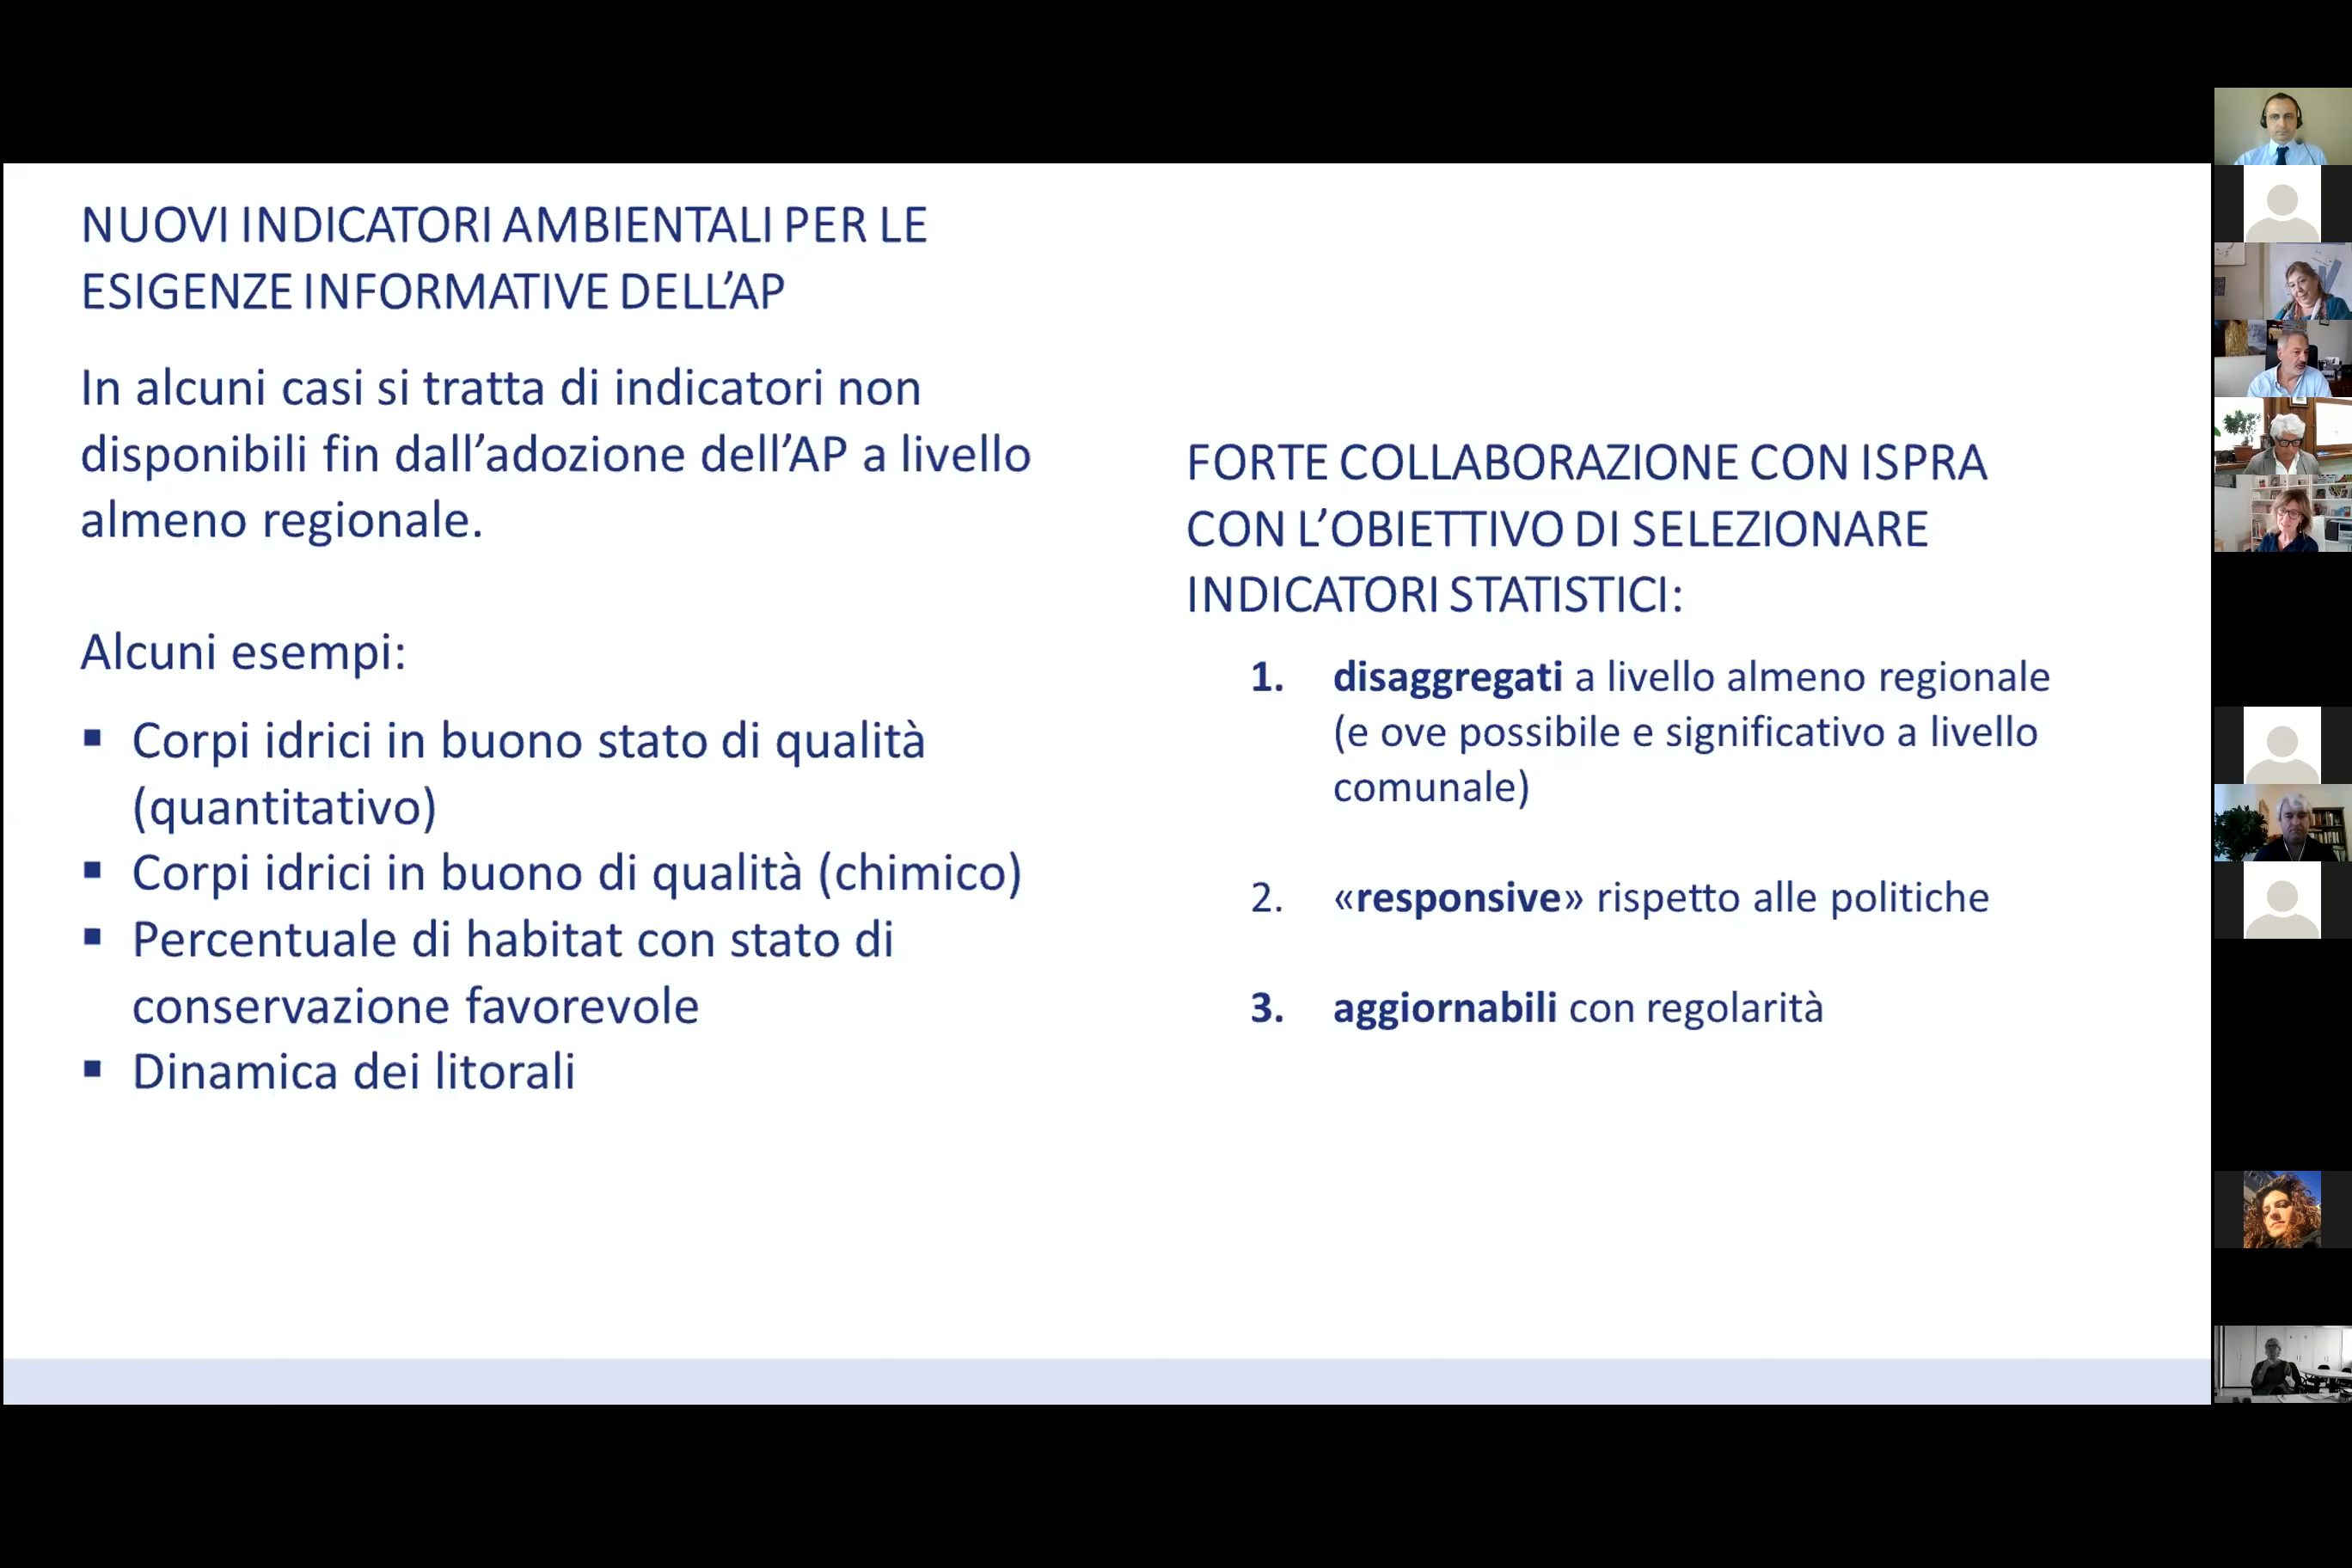 NUOVI INDICATORI AMBIENTALI PER LE
ESIGENZE INFORMATIVE DELL’AP
In alcuni casi si tratta di indicatori non
disponibili fin dall’adozione dell’AP a livello
almeno regionale.
Alcuni esempi:
▪ Corpi idrici in buono stato di qualità
(quantitativo)
▪ Corpi idrici in buono di qualità (chimico)
▪ Percentuale di habitat con stato di
conservazione favorevole
▪ Dinamica dei litorali
FORTE COLLABORAZIONE CON ISPRA
CON L’OBIETTIVO DI SELEZIONARE
INDICATORI STATISTICI:
1. disaggregati a livello almeno regionale
(e ove possibile e significativo a livello
comunale)
2. «responsive» rispetto alle politiche
3. aggiornabili con regolarità